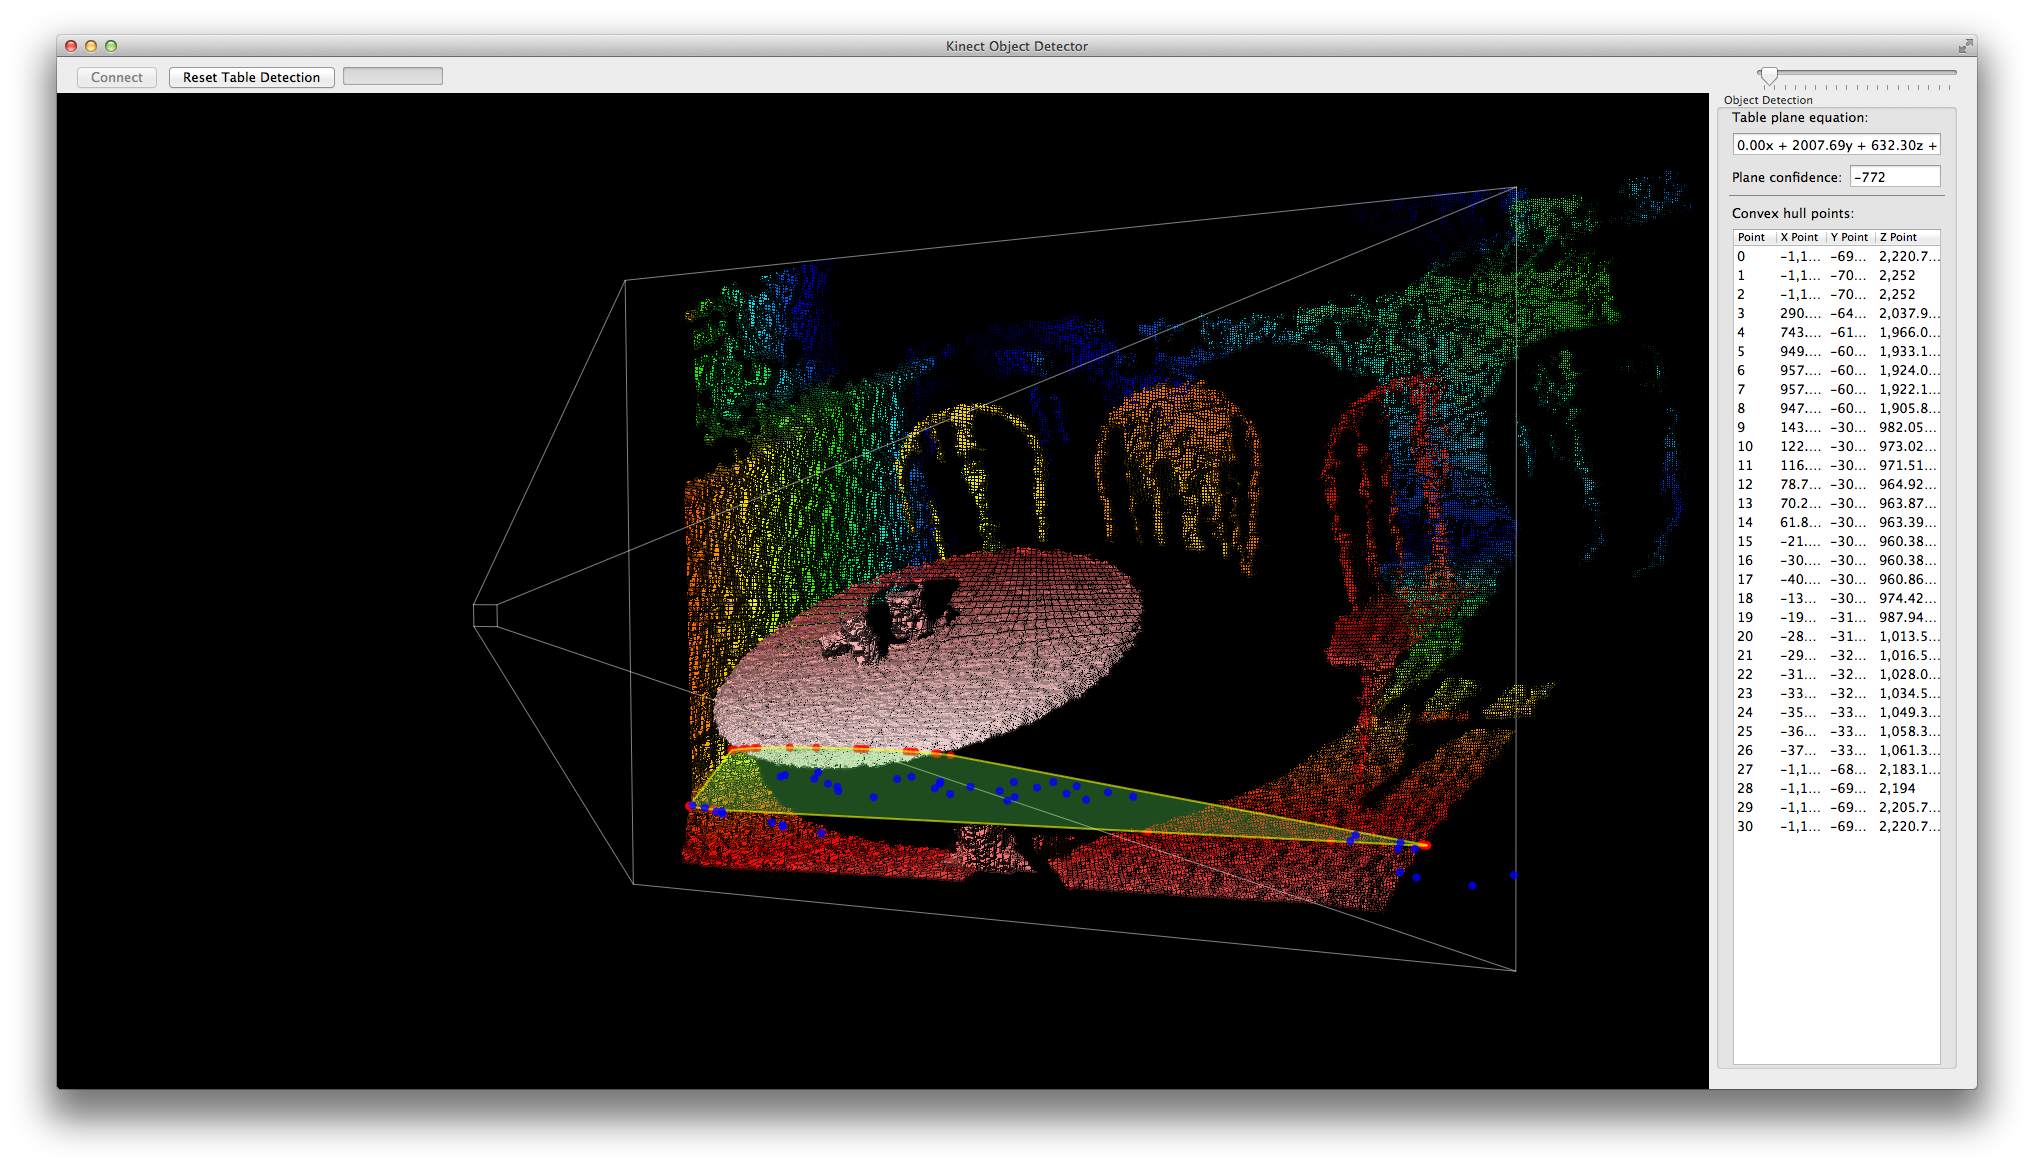 Kinect Object Detector
Connect
Reset Table Detection
Object Detection
Table plane equation:
0.00x + 2007.69y + 632.30z +
Plane confidence: -772
Convex hull points:
Point X Point Y Point Z Point
0 -1,1... -69... 2,220.7...
1 -1,1... -70... 2,252
2 -1,1... -70... 2,252
3 290.... -64... 2,037.9...
4 743.... -61... 1,966.0...
5 949.... -60... 1,933.1...
6 957.... -60... 1,924.0...
7 957.... -60... 1,922.1...
8 947.... -60... 1,905.8...
9 143.... -30... 982.05...
10 122.... -30... 973.02...
11 116.... -30... 971.51...
12 78.7... -30... 964.92...
13 70.2... -30... 963.87...
14 61.8... -30... 963.39...
15 -21.... -30... 960.38...
16 -30.... -30... 960.38...
17 -40.... -30... 960.86...
18 -13... -30... 974.42...
19 -19... -31... 987.94...
20 -28... -31... 1,013.5...
21 -29... -32... 1,016.5...
22 -31... -32... 1,028.0...
23 -33... -32... 1,034.5...
24 -35... -33... 1,049.3...
25 -36... -33... 1,058.3...
26 -37... -33... 1,061.3...
27 -1,1... -68... 2,183.1...
28 -1,1... -69... 2,194
29 -1,1... -69... 2,205.7...
30 -1,1... -69... 2,220.7...